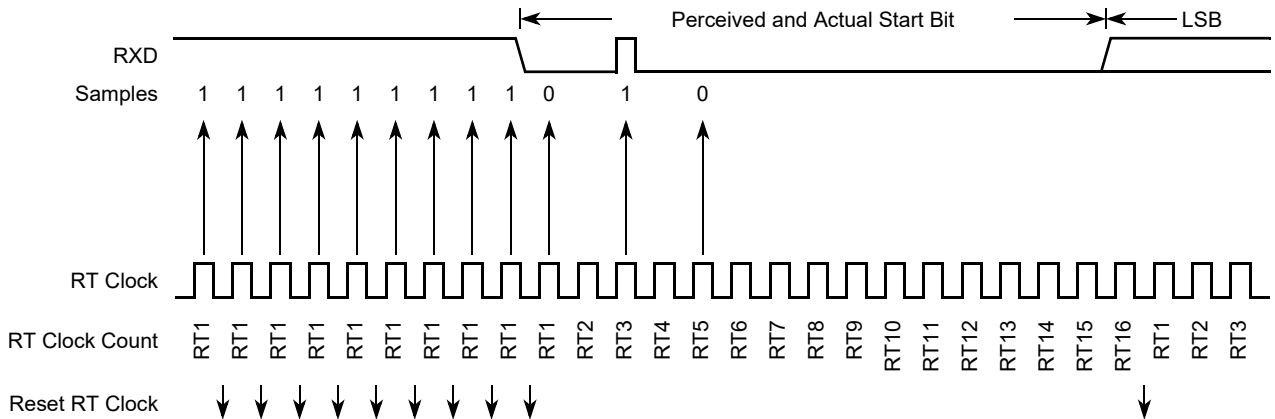 Perceived and Actual Start Bit LSB
RXD
Samples 1 1 1 1 1 1 1 1 1 0 1 0
RT Clock
RT Clock Count RT1 RT1 RT1 RT1 RT1 RT1 RT1 RT1 RT1 RT1 RT2 RT3 RT4 RT5 RT6 RT7 RT8 RT9 RT10 RT11 RT12 RT13 RT14 RT15 RT16 RT1 RT2 RT3
Reset RT Clock